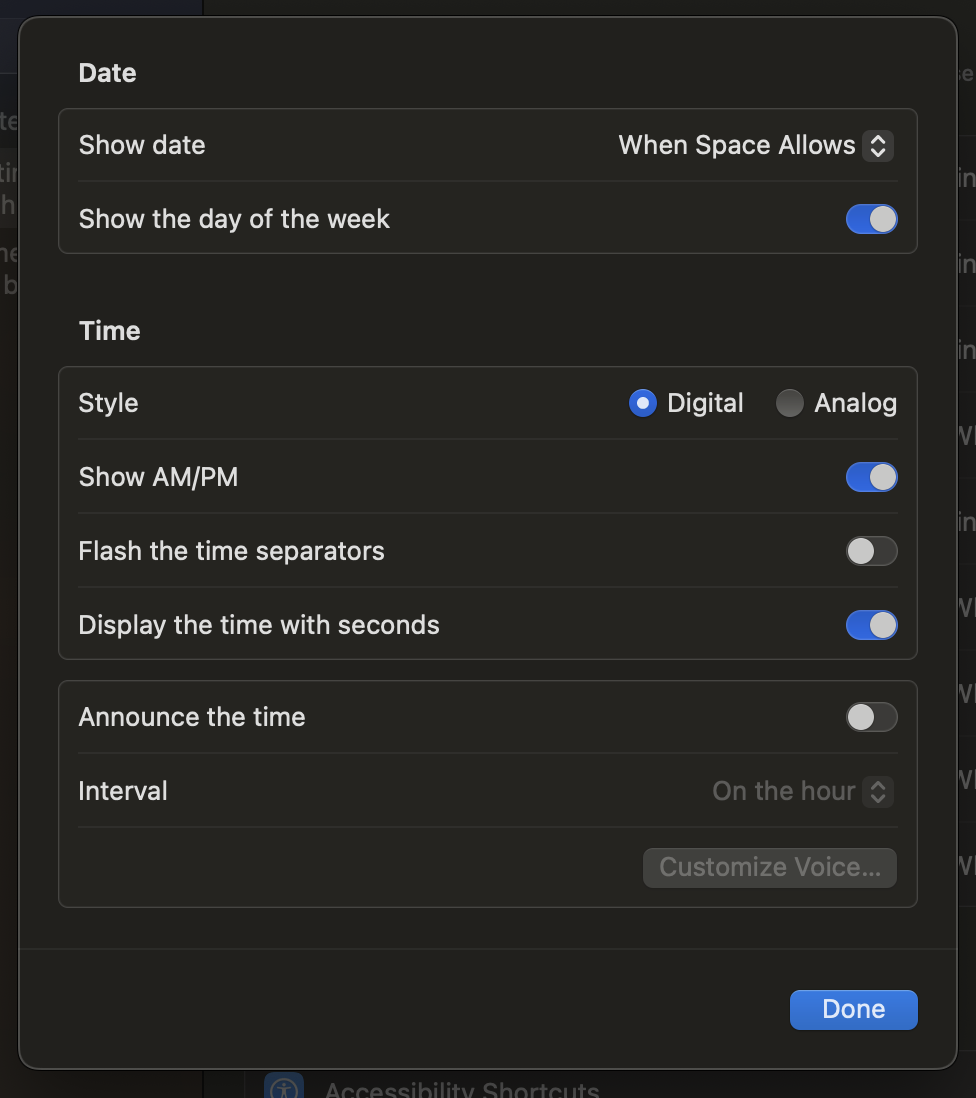 Date
Show date When Space Allows
Show the day of the week
Time
Style Digital Analog
Show AM/PM
Flash the time separators
Display the time with seconds
Announce the time
Interval On the hour
Customize Voice...
Done
Accessibility Shortcuts